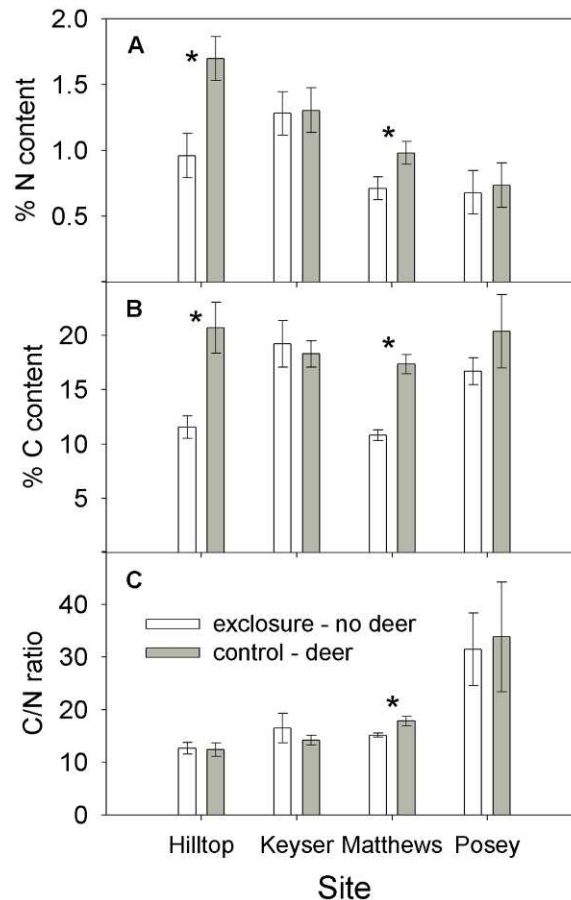 A
2.0
1.5
1.0
0.5
% N content
*
*
B
20
15
10
5
% C content
*
*
C
40
30
20
10
0
C/N ratio
exclosure - no deer
control - deer
*
Hilltop Keyser Matthews Posey
Site